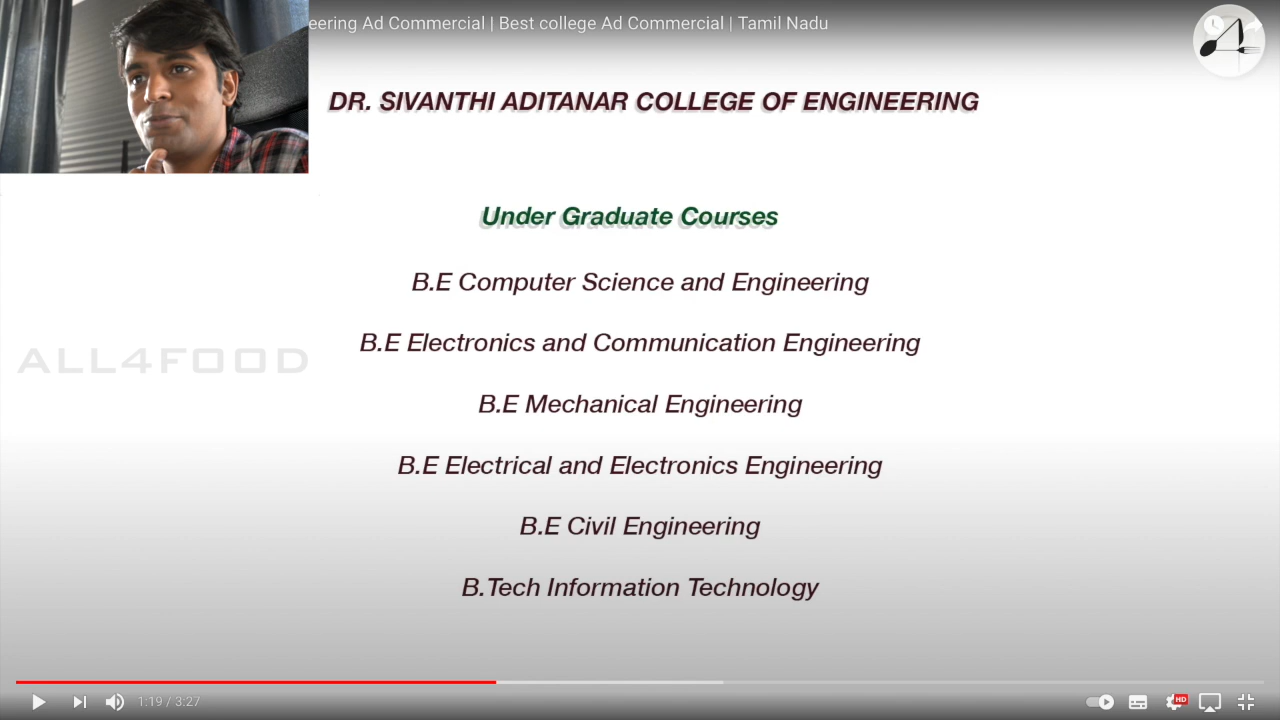 eering Ad Commercial | Best college Ad Commercial | Tamil Nadu
DR. SIVANTHI ADITANAR COLLEGE OF ENGINEERING
Under Graduate Courses
B.E Computer Science and Engineering
B.E Electronics and Communication Engineering
ALL4FOOD
B.E Mechanical Engineering
B.E Electrical and Electronics Engineering
B.E Civil Engineering
B.Tech Information Technology
1:19 / 3:27
HD